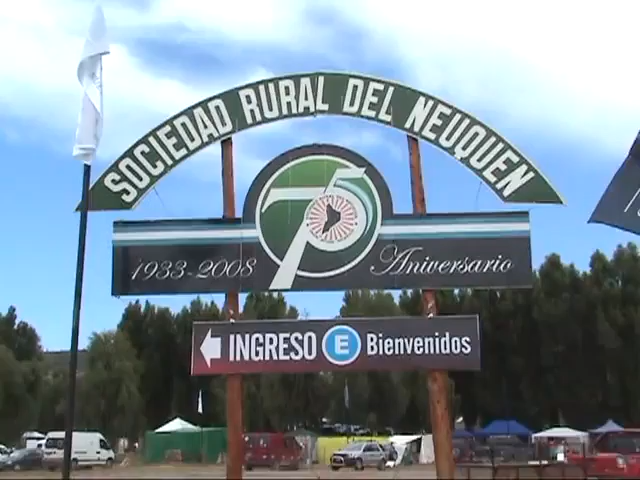 SOCIEDAD RURAL DEL NEUQUEN
75
1933-2008 Aniversario
INGRESO E Bienvenidos